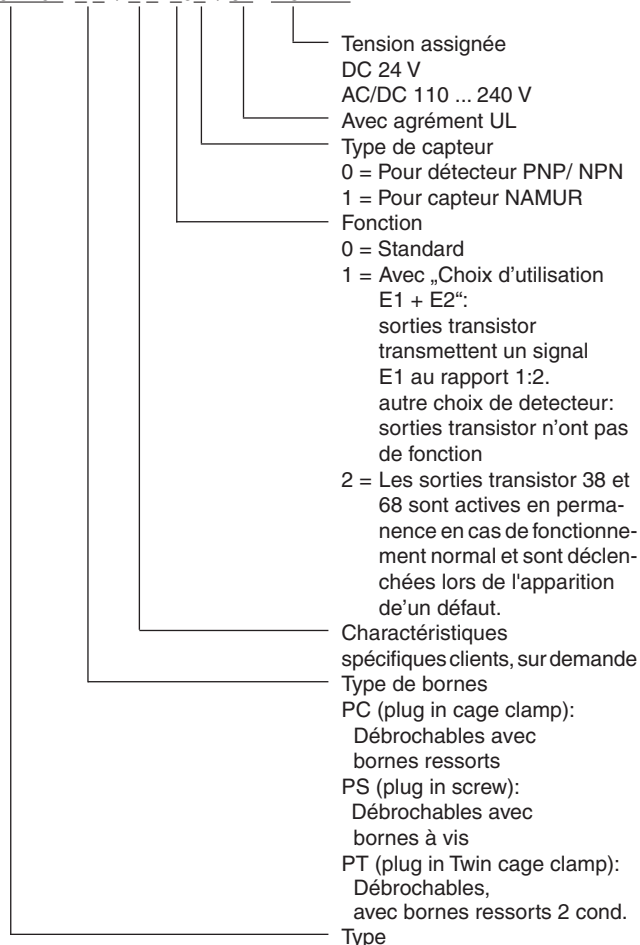 Tension assignée
DC 24 V
AC/DC 110 ... 240 V
Avec agrément UL
Type de capteur
0 = Pour détecteur PNP/ NPN
1 = Pour capteur NAMUR
Fonction
0 = Standard
1 = Avec „Choix d'utilisation
E1 + E2“:
sorties transistor
transmettent un signal
E1 au rapport 1:2.
autre choix de detecteur:
sorties transistor n'ont pas
de fonction
2 = Les sorties transistor 38 et
68 sont actives en perma-
nence en cas de fonctionne-
ment normal et sont déclen-
chées lors de l'apparition
de'un défaut.
Charactéristiques
spécifiques clients, sur demande
Type de bornes
PC (plug in cage clamp):
Débrochables avec
bornes ressorts
PS (plug in screw):
Débrochables avec
bornes à vis
PT (plug in Twin cage clamp):
Débrochables,
avec bornes ressorts 2 cond.
Type